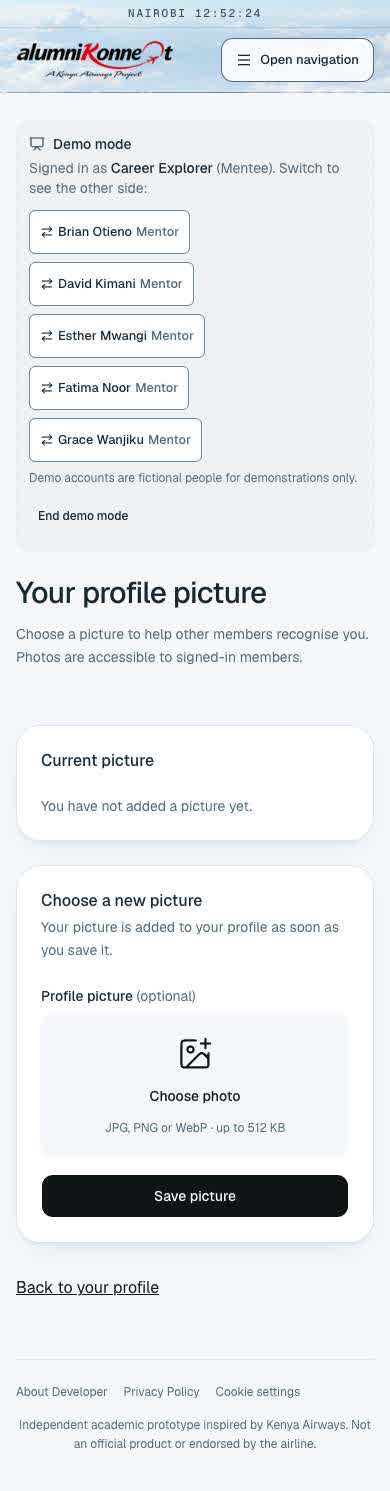 NAIROBI 12:52:24
alumniKonnect
A Kenya Airways Project
Open navigation
Demo mode
Signed in as Career Explorer (Mentee). Switch to
see the other side:
Brian Otieno Mentor
David Kimani Mentor
Esther Mwangi Mentor
Fatima Noor Mentor
Grace Wanjiku Mentor
Demo accounts are fictional people for demonstrations only.
End demo mode
Your profile picture
Choose a picture to help other members recognise you.
Photos are accessible to signed-in members.
Current picture
You have not added a picture yet.
Choose a new picture
Your picture is added to your profile as soon as
you save it.
Profile picture (optional)
Choose photo
JPG, PNG or WebP · up to 512 KB
Save picture
Back to your profile
About Developer Privacy Policy Cookie settings
Independent academic prototype inspired by Kenya Airways. Not
an official product or endorsed by the airline.